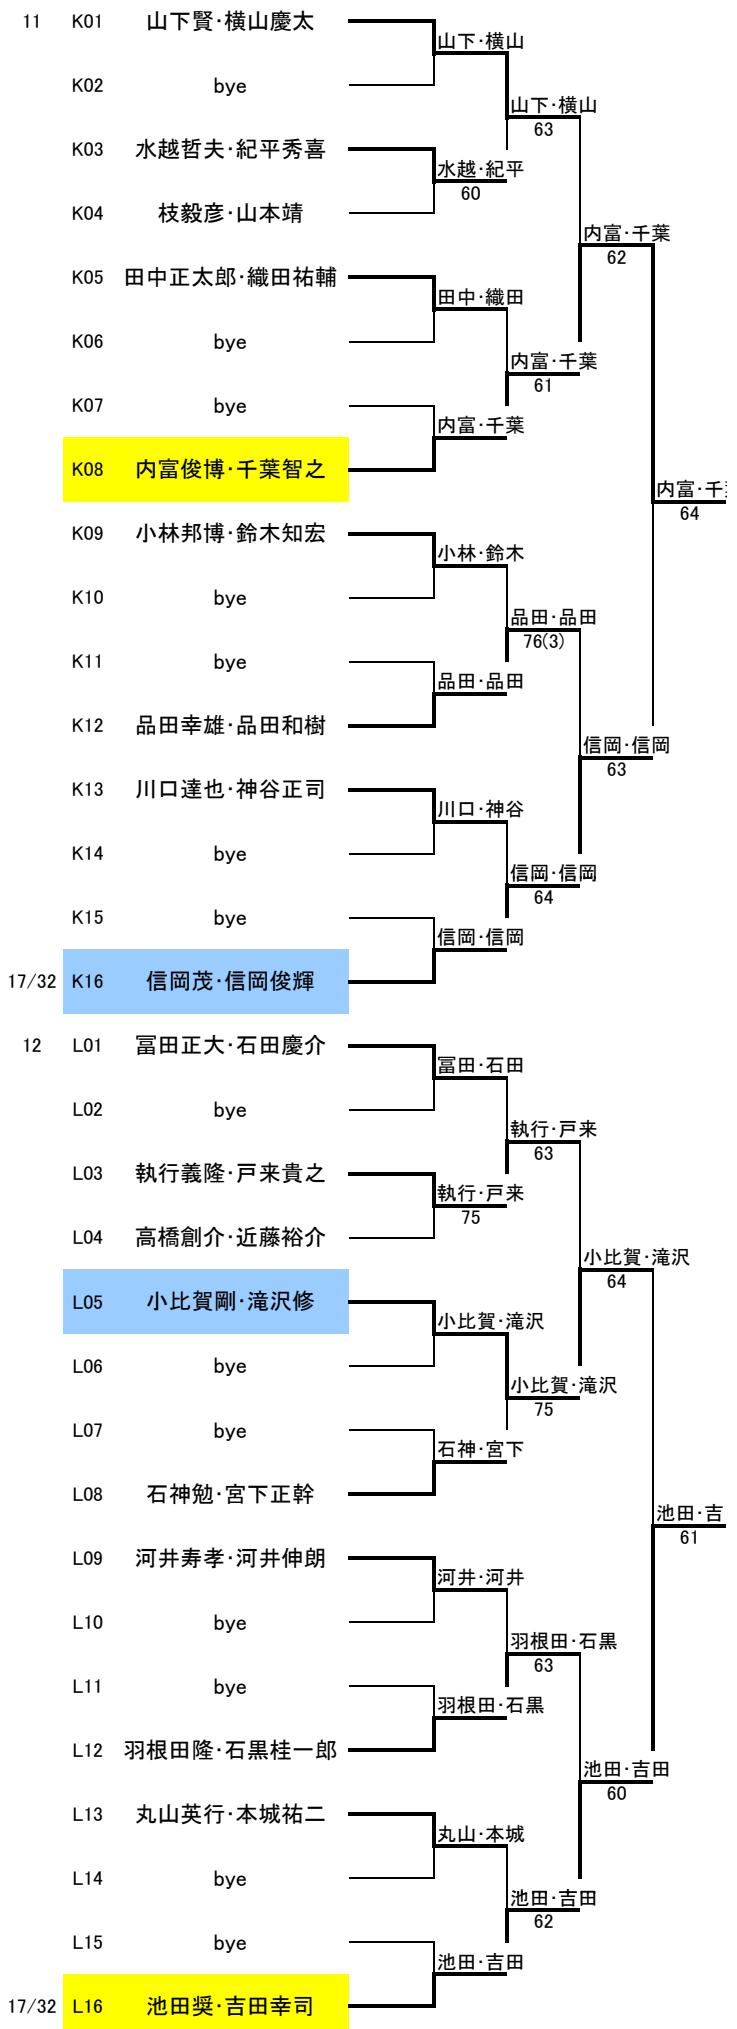 11 K01 山下賢・横山慶太
山下・横山
K02 bye
山下・横山
63
K03 水越哲夫・紀平秀喜
水越・紀平
60
K04 枝毅彦・山本靖
内富・千葉
62
K05 田中正太郎・織田祐輔
田中・織田
K06 bye
内富・千葉
61
K07 bye
内富・千葉
K08 内富俊博・千葉智之
内富・千
64
K09 小林邦博・鈴木知宏
小林・鈴木
K10 bye
品田・品田
76(3)
K11 bye
品田・品田
K12 品田幸雄・品田和樹
信岡・信岡
63
K13 川口達也・神谷正司
川口・神谷
K14 bye
信岡・信岡
64
K15 bye
信岡・信岡
17/32 K16 信岡茂・信岡俊輝
12 L01 冨田正大・石田慶介
冨田・石田
L02 bye
執行・戸来
63
L03 執行義隆・戸来貴之
執行・戸来
75
L04 高橋創介・近藤裕介
小比賀・滝沢
64
L05 小比賀剛・滝沢修
小比賀・滝沢
L06 bye
小比賀・滝沢
75
L07 bye
石神・宮下
L08 石神勉・宮下正幹
池田・吉
61
L09 河井寿孝・河井伸朗
河井・河井
L10 bye
羽根田・石黒
63
L11 bye
羽根田・石黒
L12 羽根田隆・石黒桂一郎
池田・吉田
60
L13 丸山英行・本城祐二
丸山・本城
L14 bye
池田・吉田
62
L15 bye
池田・吉田
17/32 L16 池田奨・吉田幸司